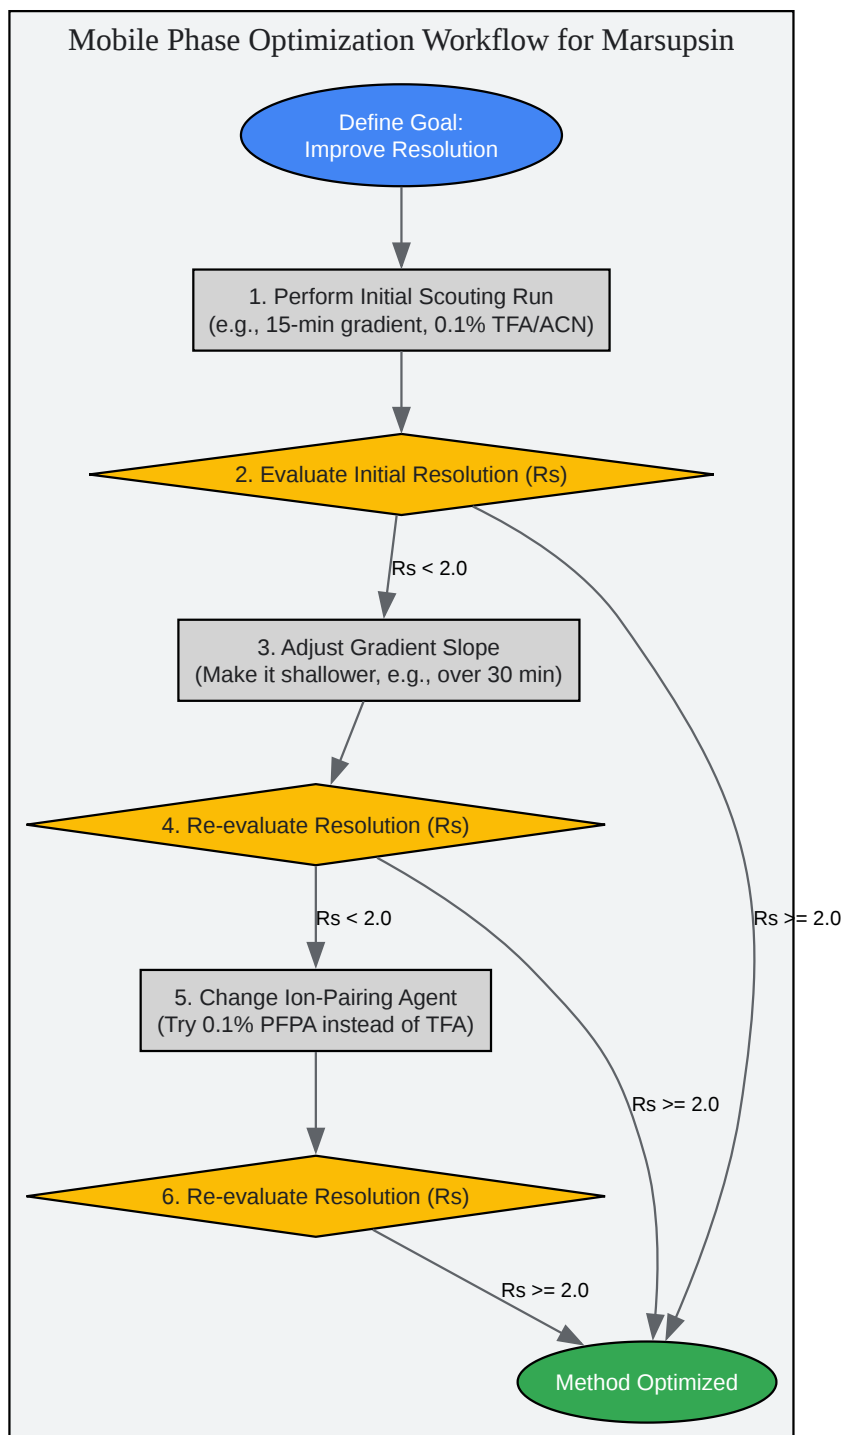 Mobile Phase Optimization Workflow for Marsupsin
Define Goal:
Improve Resolution
1. Perform Initial Scouting Run
(e.g., 15-min gradient, 0.1% TFA/ACN)
2. Evaluate Initial Resolution (Rs)
Rs < 2.0
3. Adjust Gradient Slope
(Make it shallower, e.g., over 30 min)
4. Re-evaluate Resolution (Rs)
Rs < 2.0
Rs >= 2.0
5. Change Ion-Pairing Agent
(Try 0.1% PFPA instead of TFA)
Rs >= 2.0
6. Re-evaluate Resolution (Rs)
Rs >= 2.0
Method Optimized